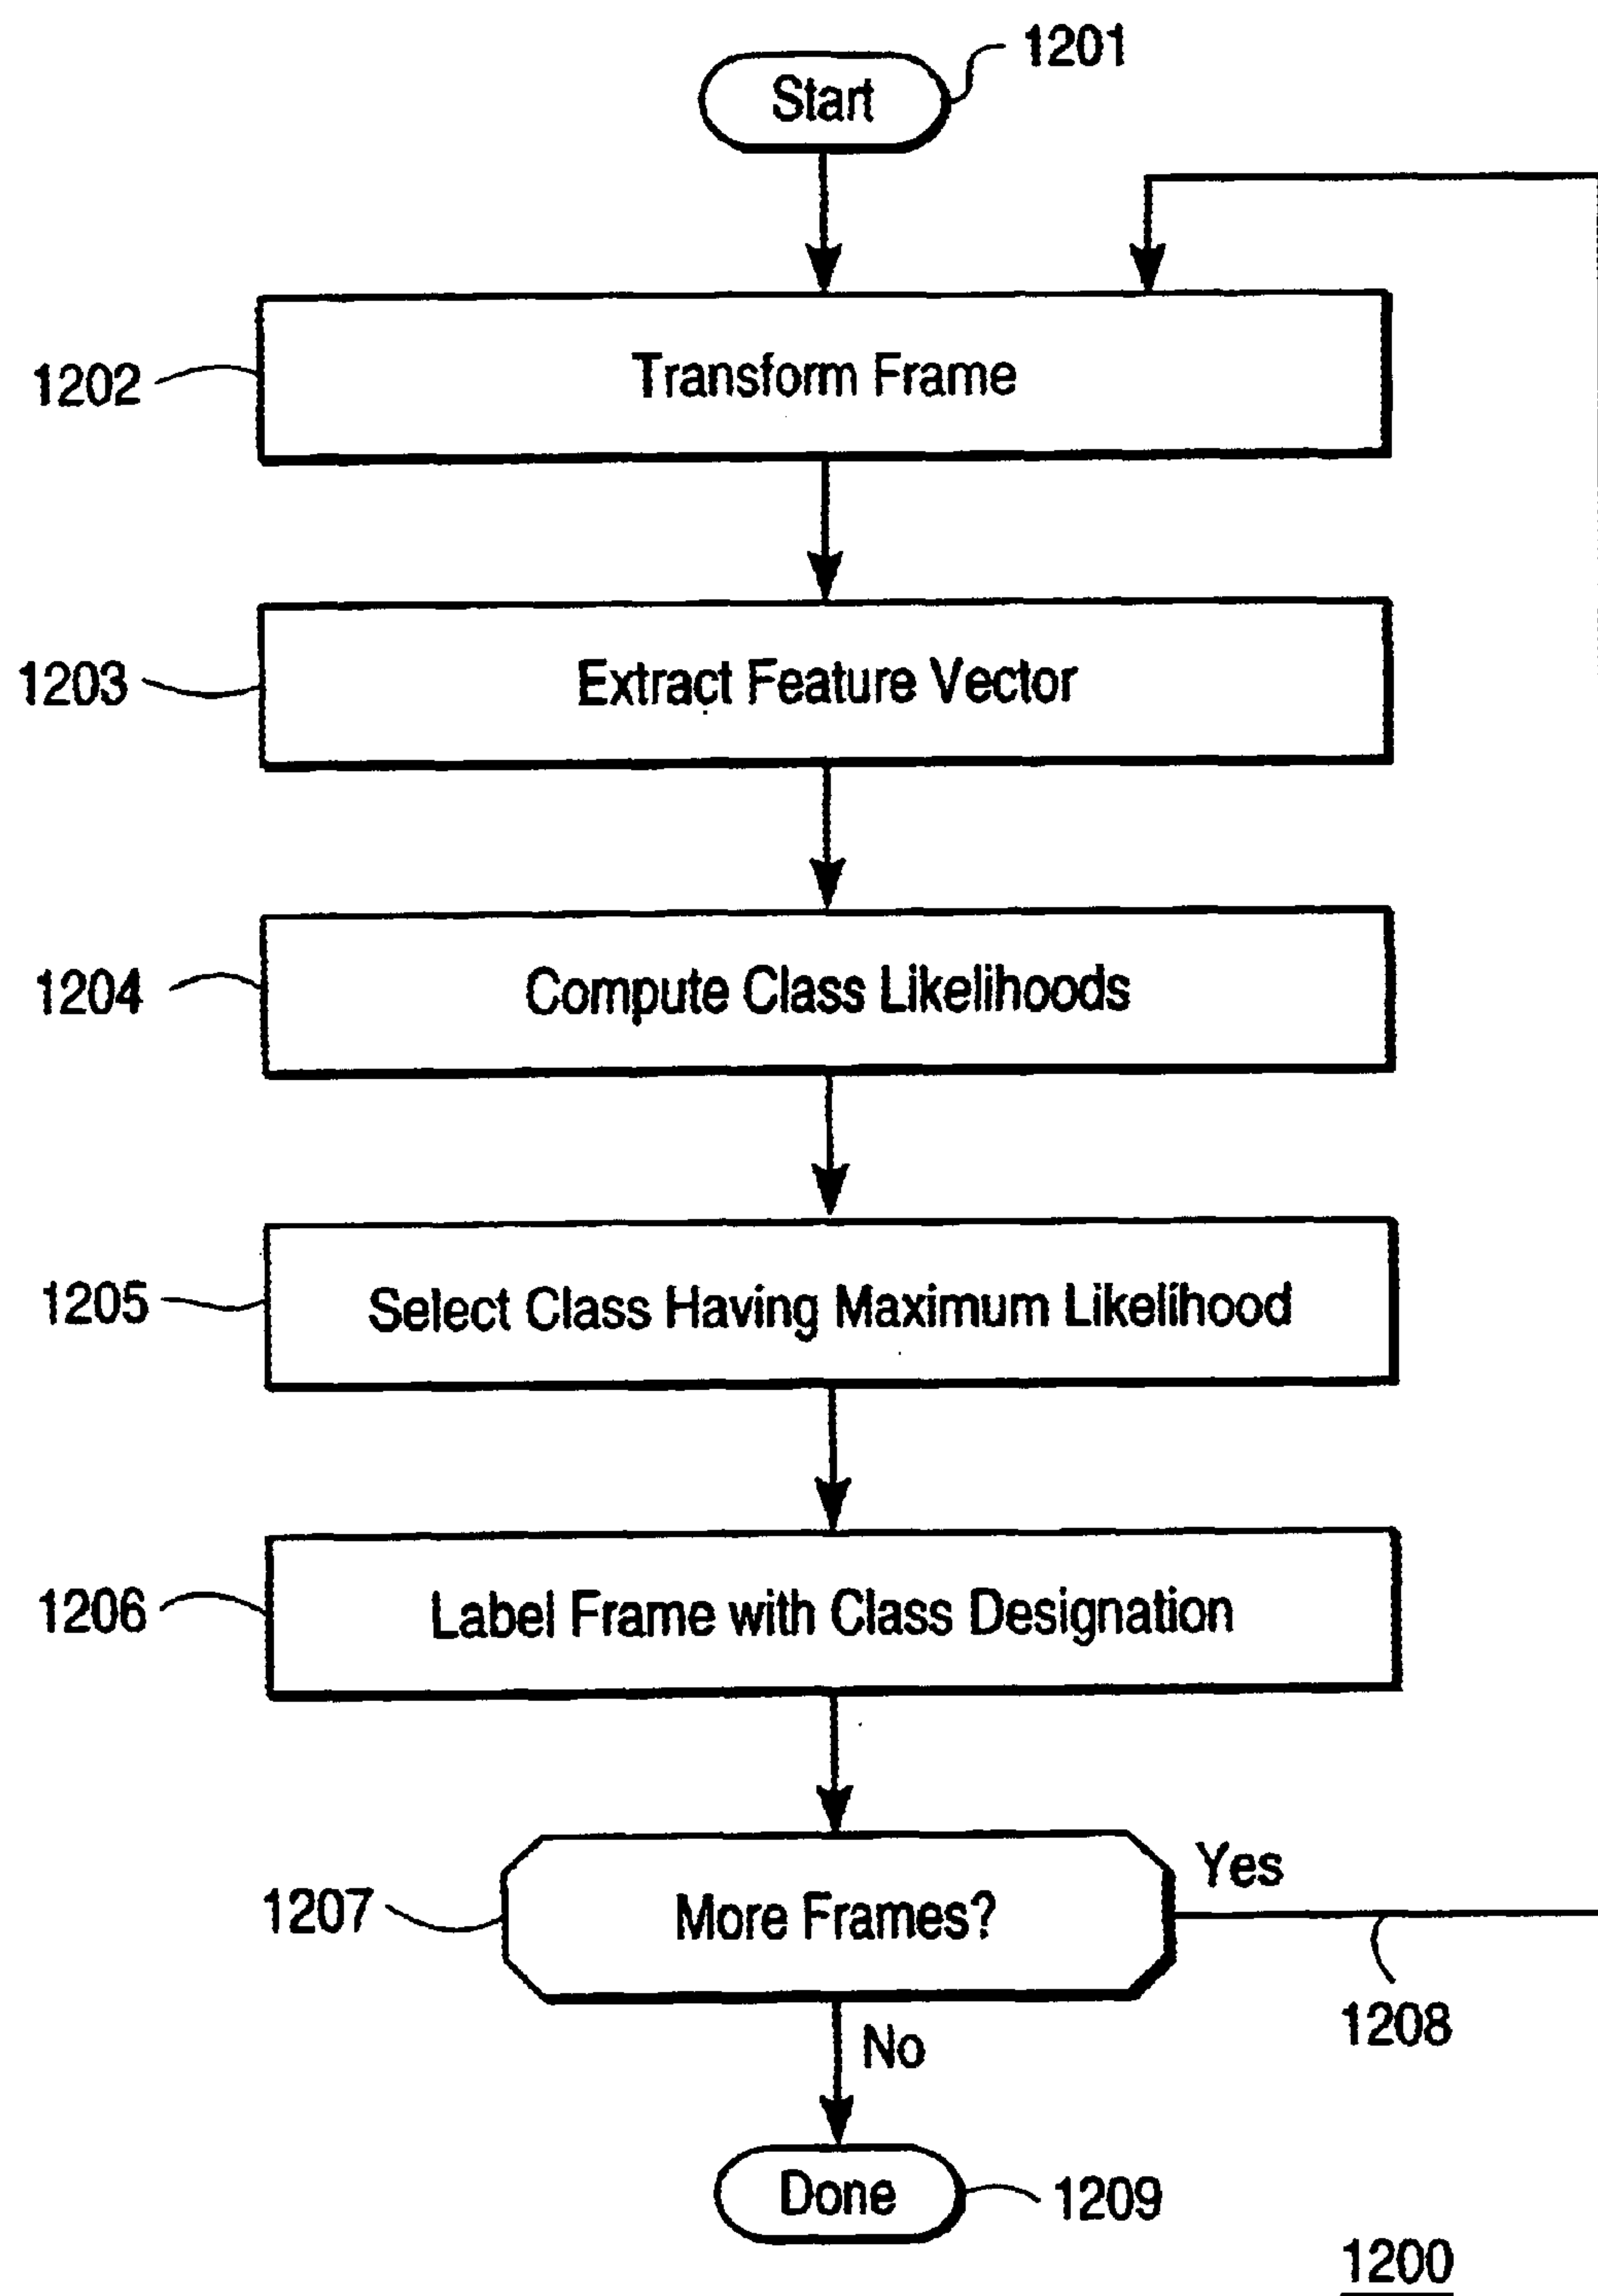 1201
Start
1202
Transform Frame
1203
Extract Feature Vector
1204
Compute Class Likelihoods
1205
Select Class Having Maximum Likelihood
1206
Label Frame with Class Designation
1207
More Frames?
Yes
1208
No
Done
1209
1200